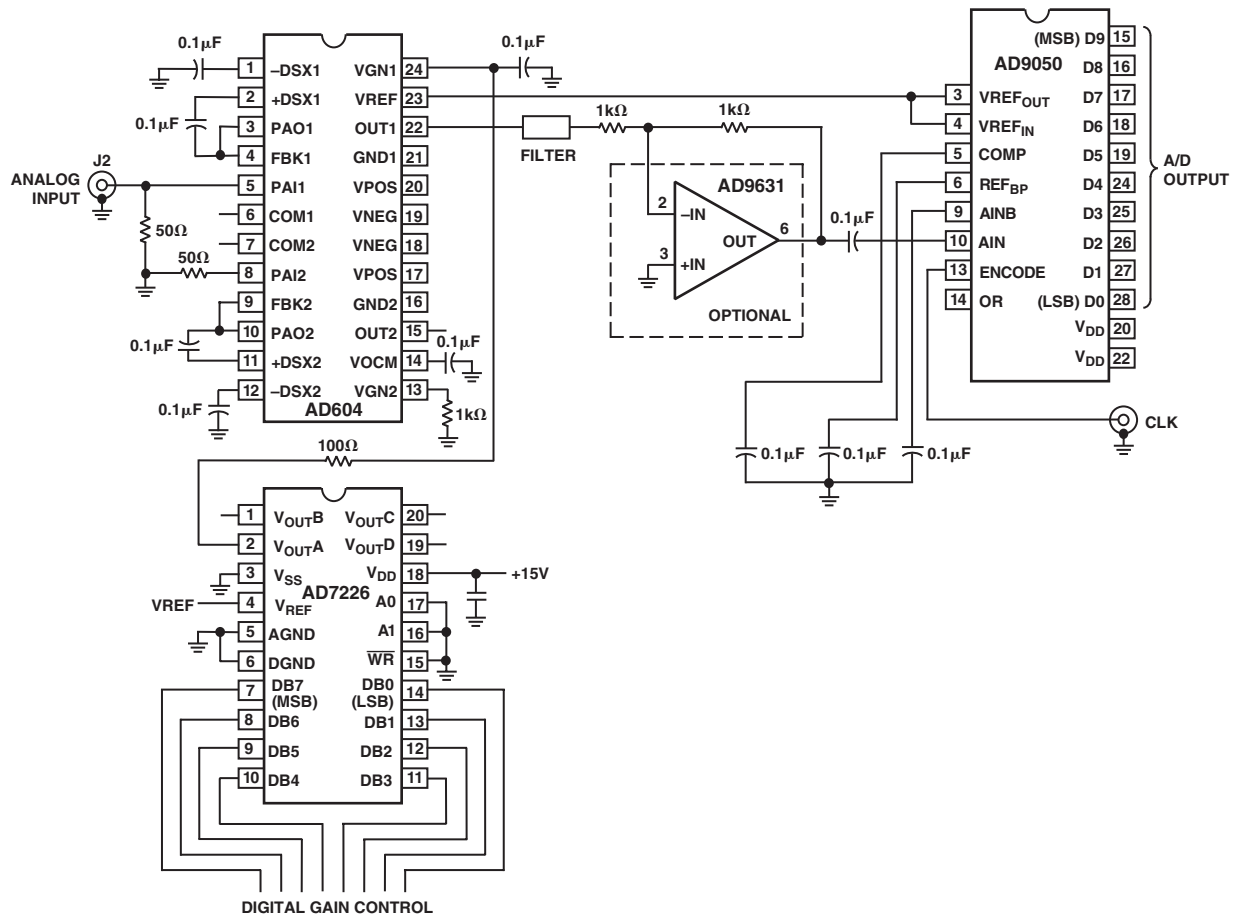 0.1µF
1 –DSX1
2 +DSX1
0.1µF
3 PAO1
4 FBK1
J2
ANALOG
INPUT
5 PAI1
6 COM1
7 COM2
50Ω
50Ω
8 PAI2
9 FBK2
10 PAO2
0.1µF
11 +DSX2
12 –DSX2
0.1µF
AD604
VGN1 24
0.1µF
VREF 23
OUT1 22
GND1 21
VPOS 20
VNEG 19
VNEG 18
VPOS 17
GND2 16
OUT2 15
VOCM 14
0.1µF
VGN2 13
1kΩ
FILTER
1kΩ
1kΩ
AD9631
2 –IN
3 +IN
OUT 6
OPTIONAL
0.1µF
AD9050
3 VREFOUT
4 VREFIN
5 COMP
6 REFBP
9 AINB
10 AIN
13 ENCODE
14 OR
(MSB) D9 15
D8 16
D7 17
D6 18
D5 19
D4 24
D3 25
D2 26
D1 27
(LSB) D0 28
VDD 20
VDD 22
A/D
OUTPUT
CLK
0.1µF
0.1µF
0.1µF
100Ω
1 VOUTB
2 VOUTA
3 VSS
AD7226
VREF
4 VREF
5 AGND
6 DGND
7 DB7
(MSB)
8 DB6
9 DB5
10 DB4
VOUTC 20
VOUTD 19
VDD 18
+15V
A0 17
A1 16
WR 15
DB0 14
(LSB)
DB1 13
DB2 12
DB3 11
DIGITAL GAIN CONTROL